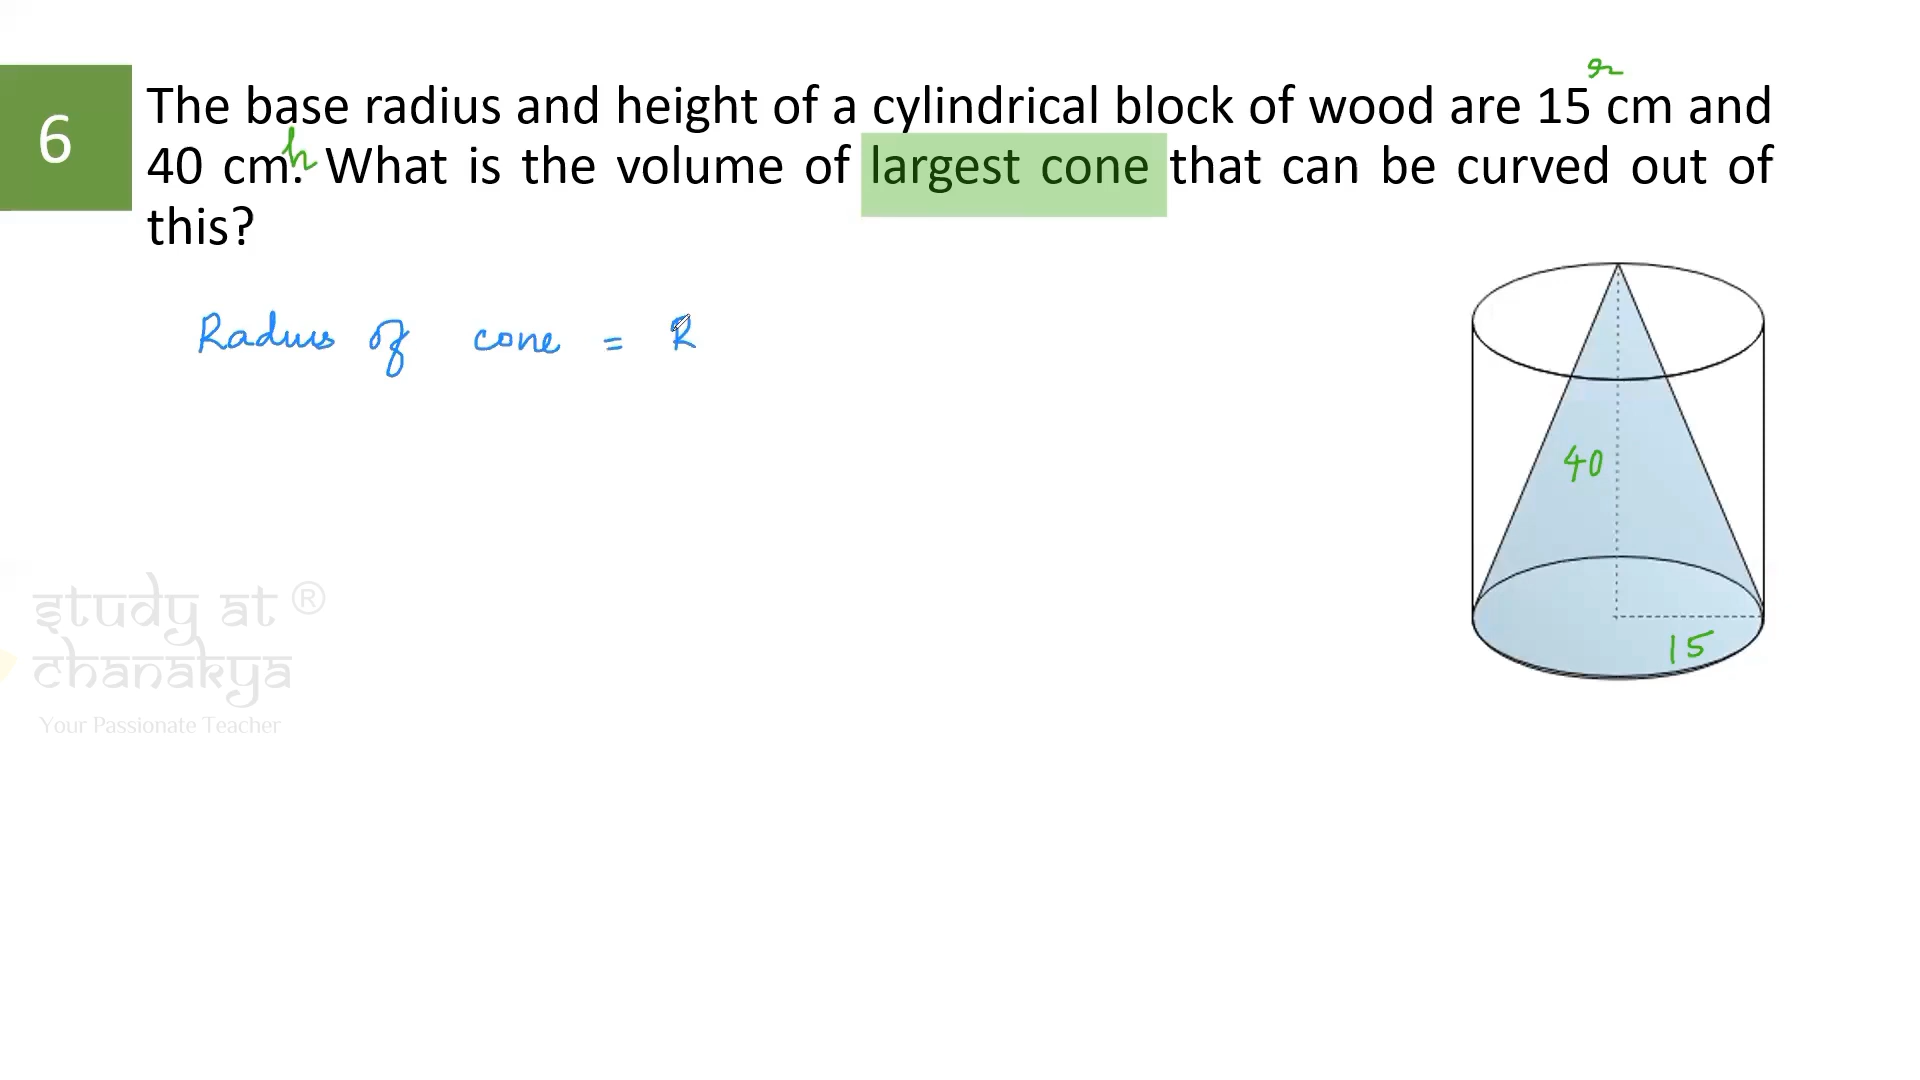 r
6
The base radius and height of a cylindrical block of wood are 15 cm and
h
40 cm. What is the volume of largest cone that can be curved out of
this?
Radius of cone = R
40
15
study at ®
chanakya
Your Passionate Teacher